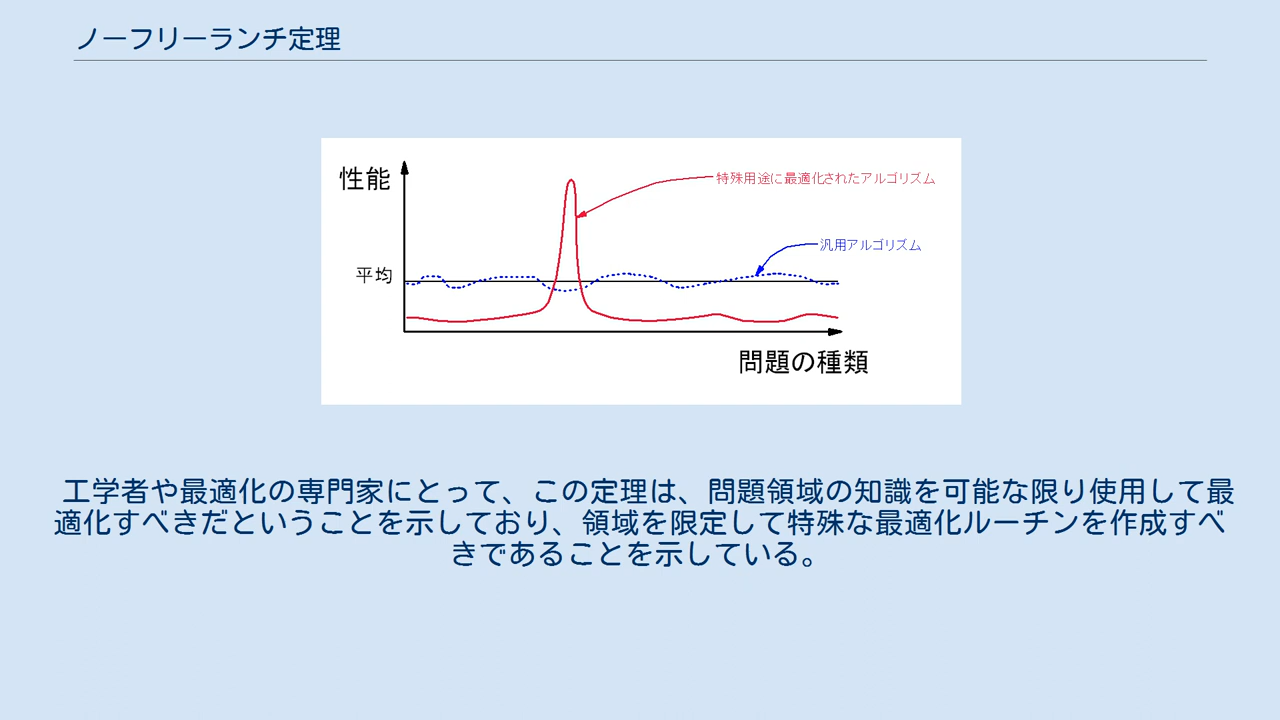 ノーフリーランチ定理
性能
特殊用途に最適化されたアルゴリズム
汎用アルゴリズム
平均
問題の種類
工学者や最適化の専門家にとって、この定理は、問題領域の知識を可能な限り使用して最
適化すべきだということを示しており、領域を限定して特殊な最適化ルーチンを作成すべ
きであることを示している。